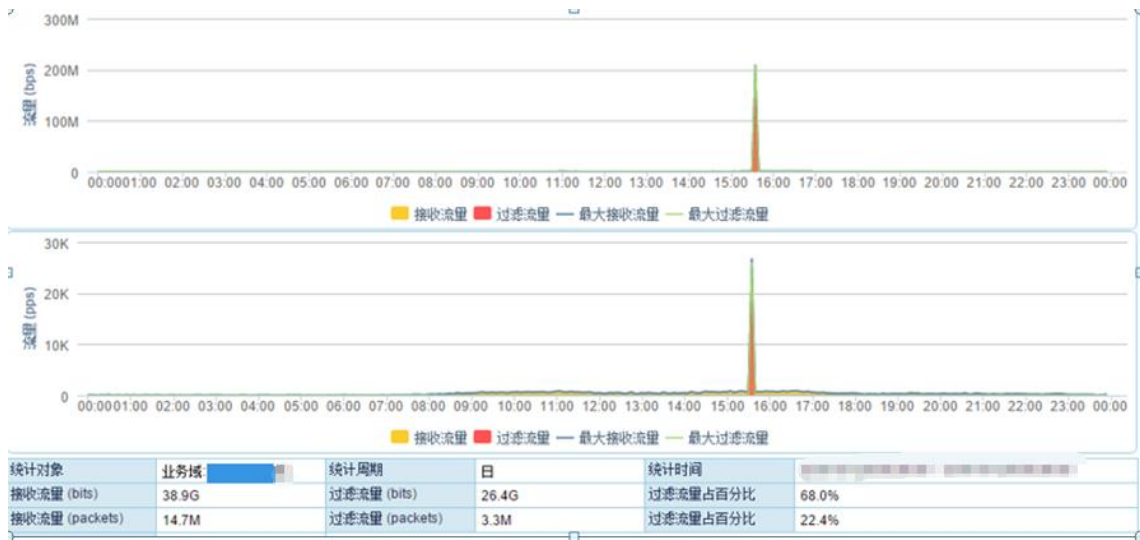 300M
200M
100M
0
流量 (bps)
00:00 01:00 02:00 03:00 04:00 05:00 06:00 07:00 08:00 09:00 10:00 11:00 12:00 13:00 14:00 15:00 16:00 17:00 18:00 19:00 20:00 21:00 22:00 23:00 00:00
接收流量 过滤流量 最大接收流量 最大过滤流量
30K
20K
10K
0
流量 (pps)
00:00 01:00 02:00 03:00 04:00 05:00 06:00 07:00 08:00 09:00 10:00 11:00 12:00 13:00 14:00 15:00 16:00 17:00 18:00 19:00 20:00 21:00 22:00 23:00 00:00
接收流量 过滤流量 最大接收流量 最大过滤流量
统计对象 业务域: 统计周期 日 统计时间
接收流量 (bits) 38.9G 过滤流量 (bits) 26.4G 过滤流量占百分比 68.0%
接收流量 (packets) 14.7M 过滤流量 (packets) 3.3M 过滤流量占百分比 22.4%